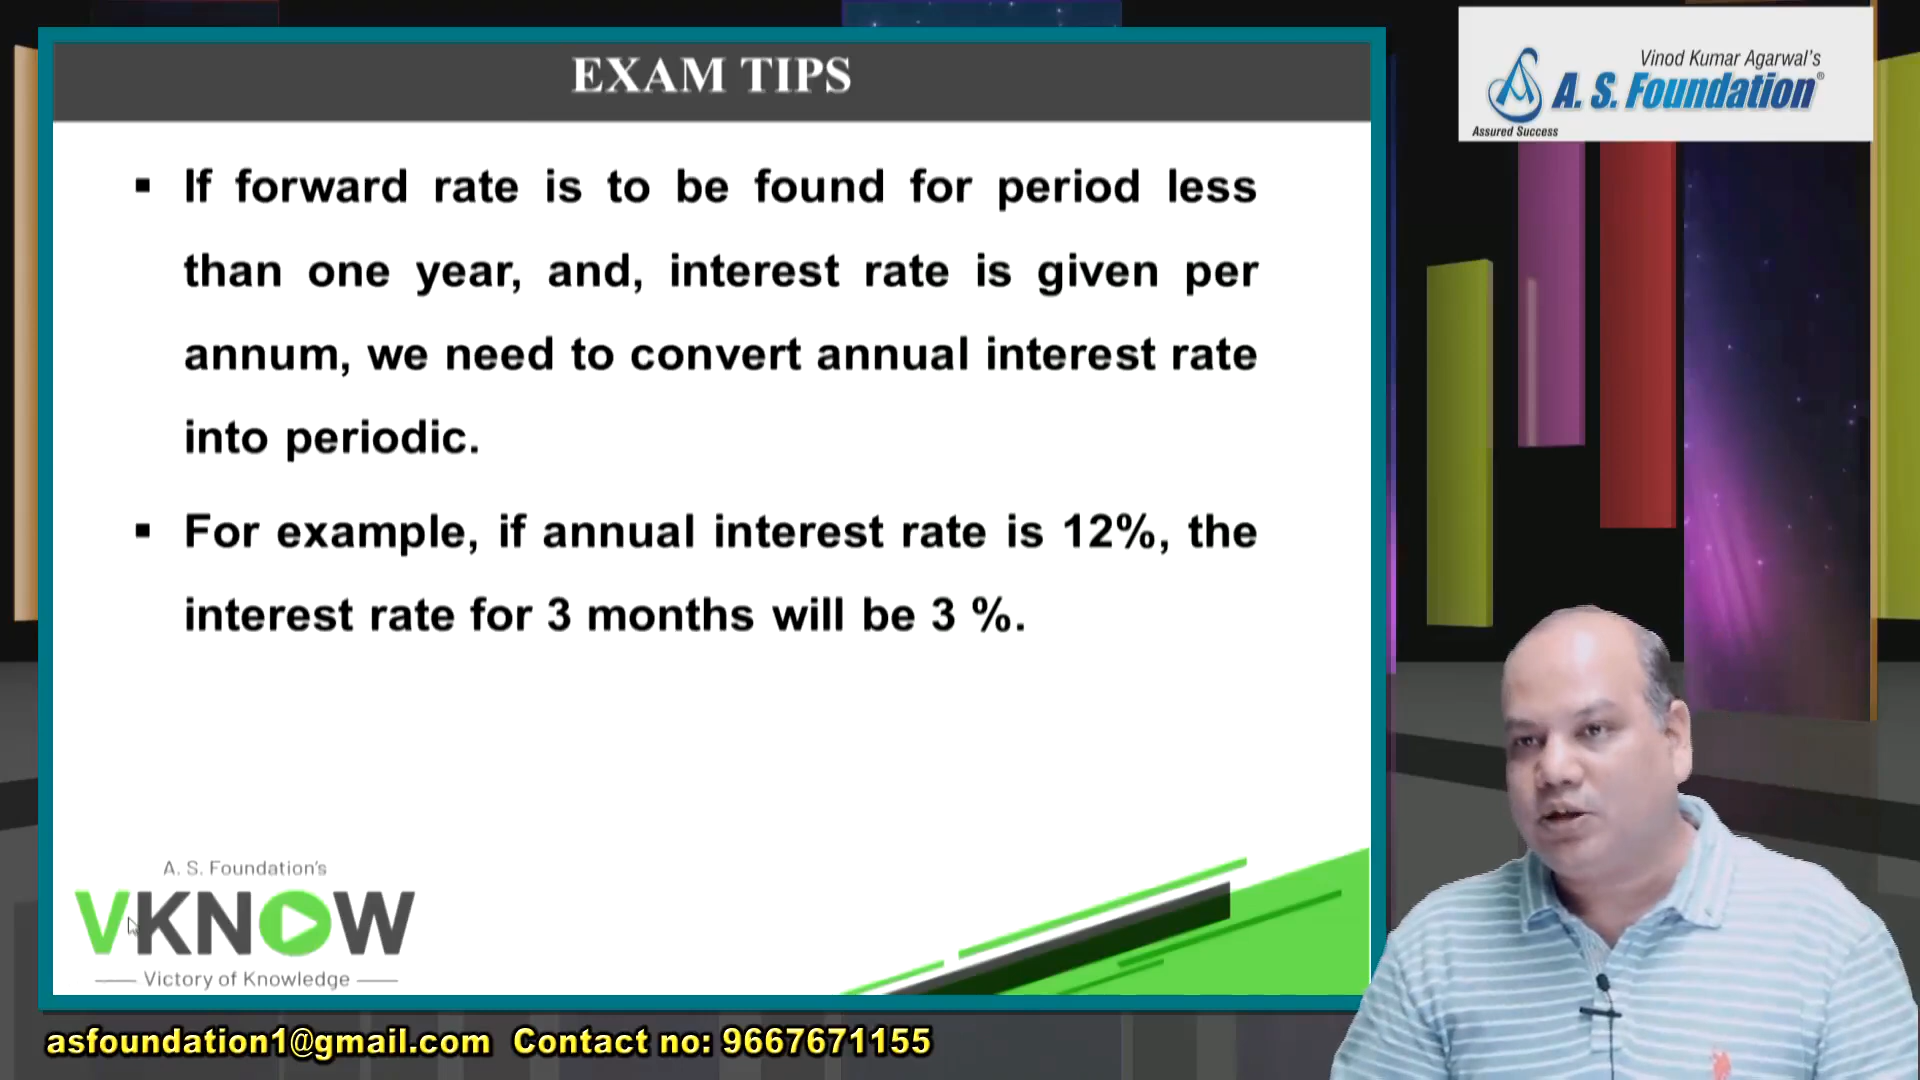 EXAM TIPS
Vinod Kumar Agarwal's
A. S. Foundation®
Assured Success
▪ If forward rate is to be found for period less
than one year, and, interest rate is given per
annum, we need to convert annual interest rate
into periodic.
▪ For example, if annual interest rate is 12%, the
interest rate for 3 months will be 3 %.
A. S. Foundation's
VKNOW
Victory of Knowledge
asfoundation1@gmail.com Contact no: 9667671155